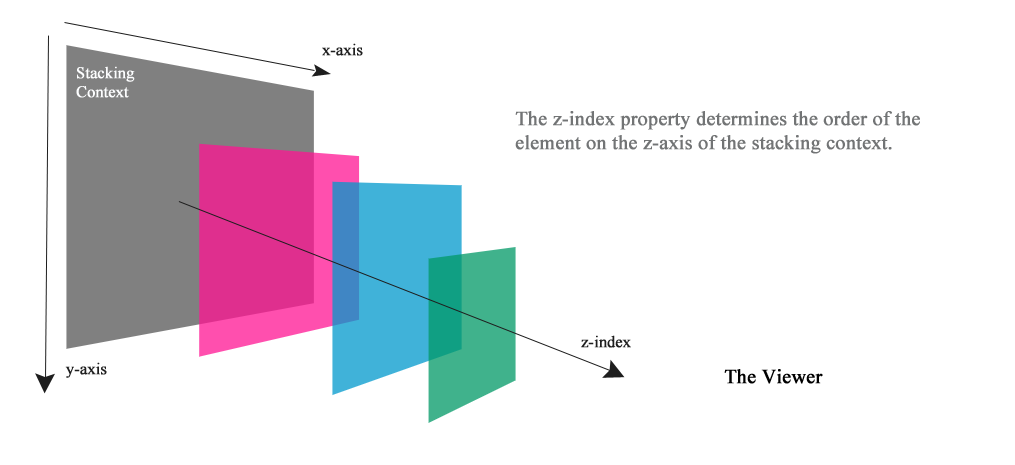 x-axis
Stacking
Context
The z-index property determines the order of the
element on the z-axis of the stacking context.
z-index
y-axis
The Viewer